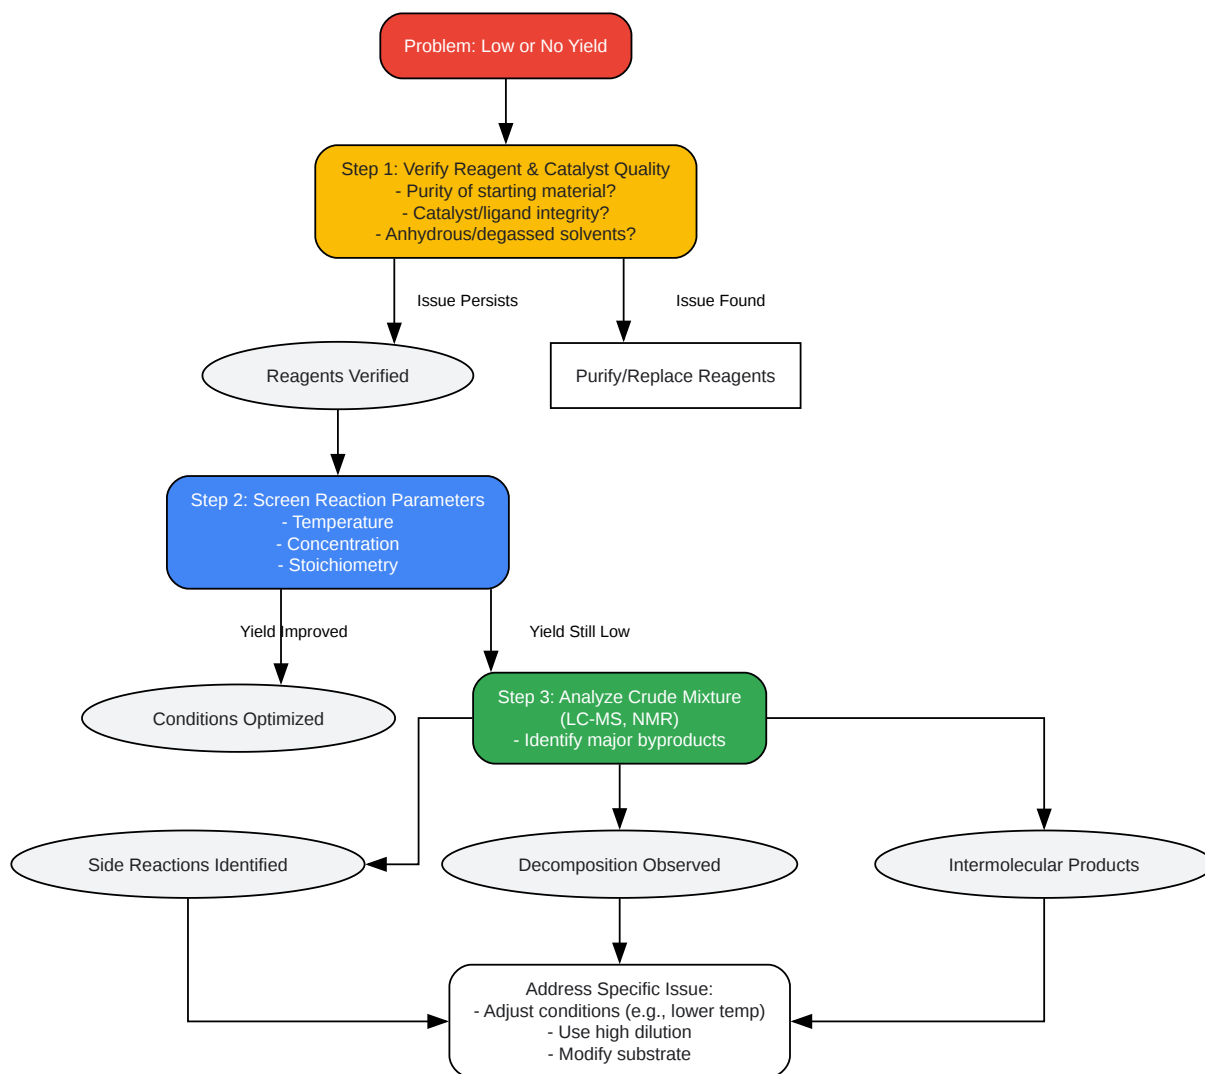 Problem: Low or No Yield
Step 1: Verify Reagent & Catalyst Quality
- Purity of starting material?
- Catalyst/ligand integrity?
- Anhydrous/degassed solvents?
Issue Persists
Issue Found
Reagents Verified
Purify/Replace Reagents
Step 2: Screen Reaction Parameters
- Temperature
- Concentration
- Stoichiometry
Yield Improved
Yield Still Low
Conditions Optimized
Step 3: Analyze Crude Mixture
(LC-MS, NMR)
- Identify major byproducts
Side Reactions Identified
Decomposition Observed
Intermolecular Products
Address Specific Issue:
- Adjust conditions (e.g., lower temp)
- Use high dilution
- Modify substrate